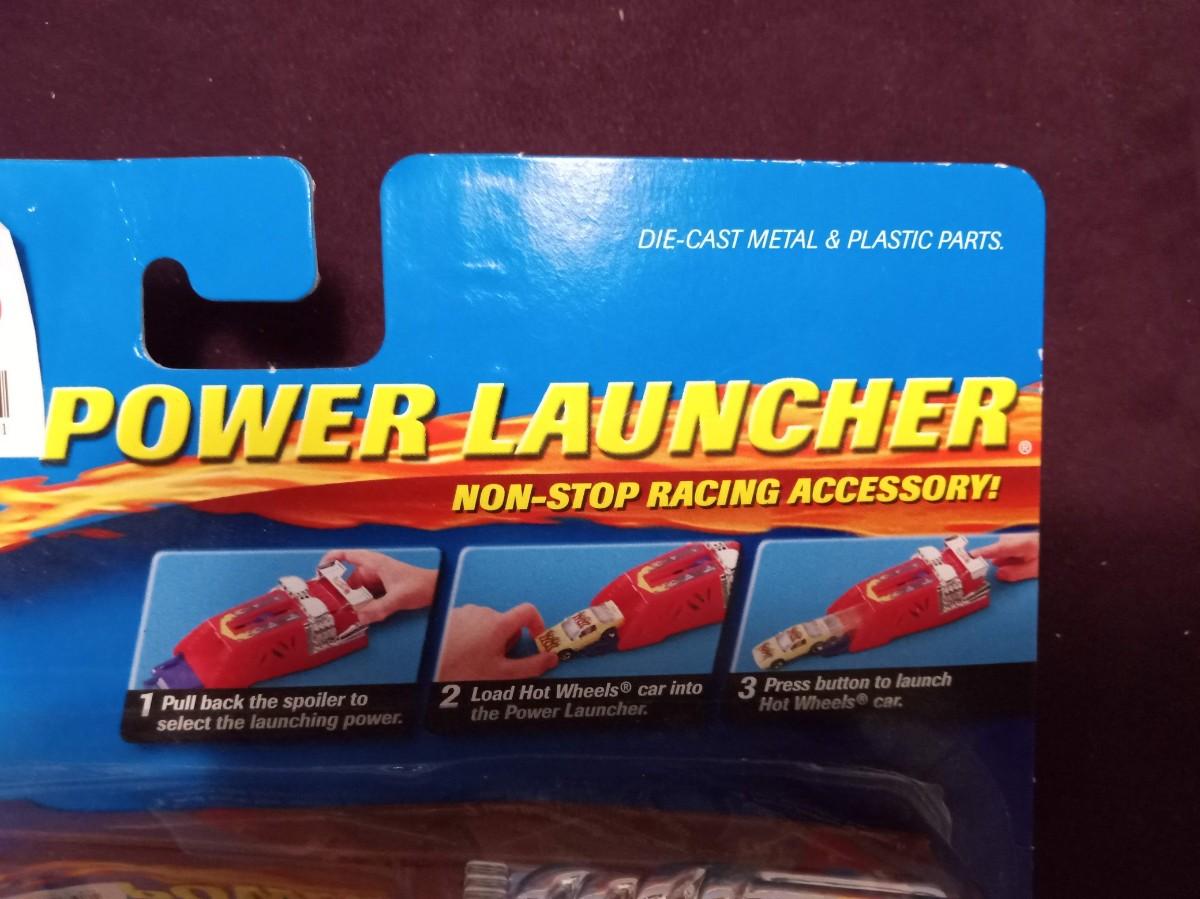 DIE-CAST METAL & PLASTIC PARTS.
POWER LAUNCHER®
NON-STOP RACING ACCESSORY!
1 Pull back the spoiler to
select the launching power.
2 Load Hot Wheels® car into
the Power Launcher.
3 Press button to launch
Hot Wheels® car.
1